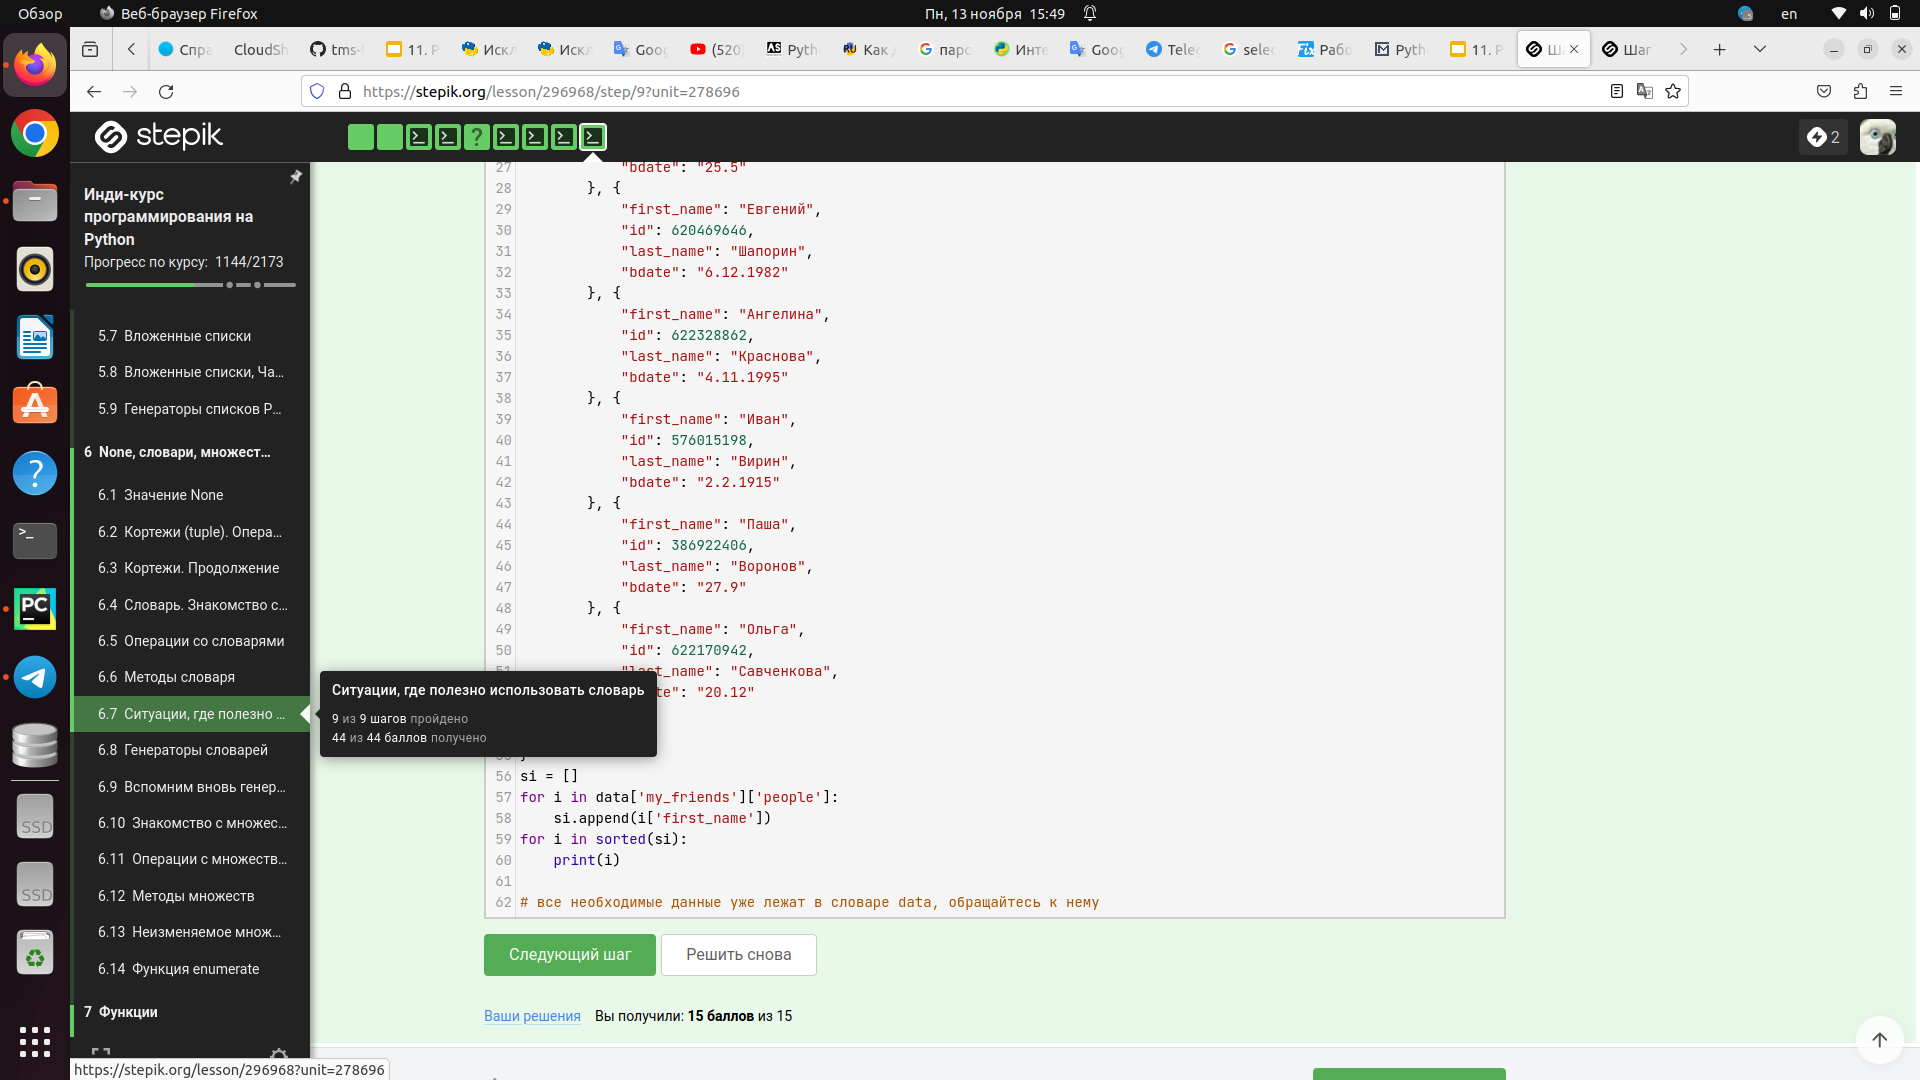 Обзор
Веб-браузер Firefox
Пн, 13 ноября 15:49
en
Спра
CloudSh
tms-
11. P
Искл
Искл
Goog
(520)
Pyth
Как
парс
Инте
Goog
Teleg
selec
Рабо
Pyth
11. P
Ша
Шаг
https://stepik.org/lesson/296968/step/9?unit=278696
stepik
2
Инди-курс
программирования на
Python
Прогресс по курсу: 1144/2173
5.7 Вложенные списки
5.8 Вложенные списки, Ча...
5.9 Генераторы списков P...
6 None, словари, множест...
6.1 Значение None
6.2 Кортежи (tuple). Опера...
6.3 Кортежи. Продолжение
6.4 Словарь. Знакомство с...
6.5 Операции со словарями
6.6 Методы словаря
6.7 Ситуации, где полезно ...
6.8 Генераторы словарей
6.9 Вспомним вновь генер...
6.10 Знакомство с множес...
6.11 Операции с множеств...
6.12 Методы множеств
6.13 Неизменяемое множ...
6.14 Функция enumerate
7 Функции
27 "bdate": "25.5"
28 }, {
29 "first_name": "Евгений",
30 "id": 620469646,
31 "last_name": "Шапорин",
32 "bdate": "6.12.1982"
33 }, {
34 "first_name": "Ангелина",
35 "id": 622328862,
36 "last_name": "Краснова",
37 "bdate": "4.11.1995"
38 }, {
39 "first_name": "Иван",
40 "id": 576015198,
41 "last_name": "Вирин",
42 "bdate": "2.2.1915"
43 }, {
44 "first_name": "Паша",
45 "id": 386922406,
46 "last_name": "Воронов",
47 "bdate": "27.9"
48 }, {
49 "first_name": "Ольга",
50 "id": 622170942,
51 "last_name": "Савченкова",
te": "20.12"
Ситуации, где полезно использовать словарь
9 из 9 шагов пройдено
44 из 44 баллов получено
55 }
56 si = []
57 for i in data['my_friends']['people']:
58 si.append(i['first_name'])
59 for i in sorted(si):
60 print(i)
61
62 # все необходимые данные уже лежат в словаре data, обращайтесь к нему
Следующий шаг
Решить снова
Ваши решения Вы получили: 15 баллов из 15
https://stepik.org/lesson/296968?unit=278696
SSD
SSD
PC